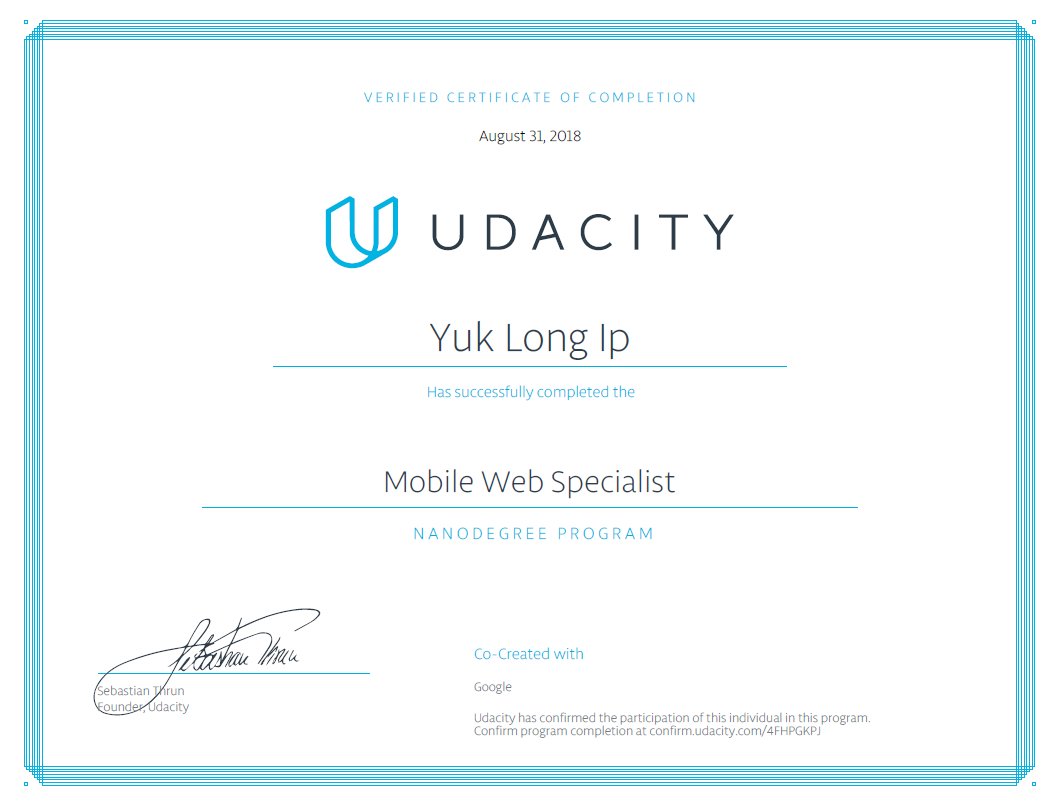 VERIFIED CERTIFICATE OF COMPLETION
August 31, 2018
UDACITY
Yuk Long Ip
Has successfully completed the
Mobile Web Specialist
NANODEGREE PROGRAM
Sebastian Thrun
Sebastian Thrun
Founder, Udacity
Co-Created with
Google
Udacity has confirmed the participation of this individual in this program.
Confirm program completion at confirm.udacity.com/4FHPGKPJ